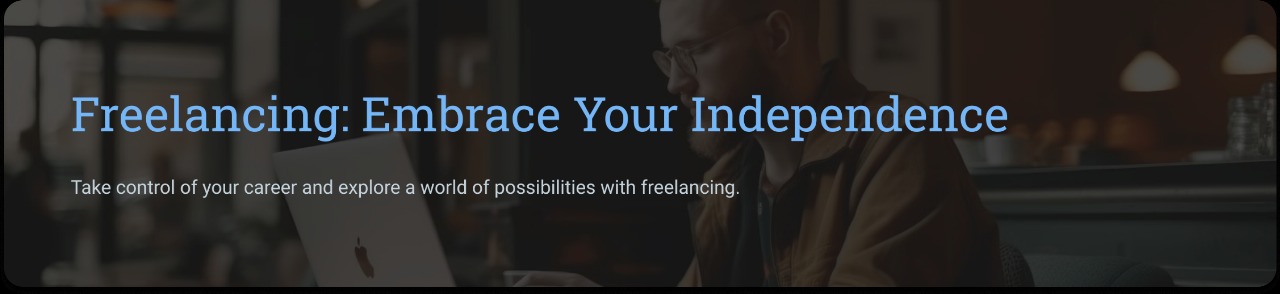 Freelancing: Embrace Your Independence
Take control of your career and explore a world of possibilities with freelancing.